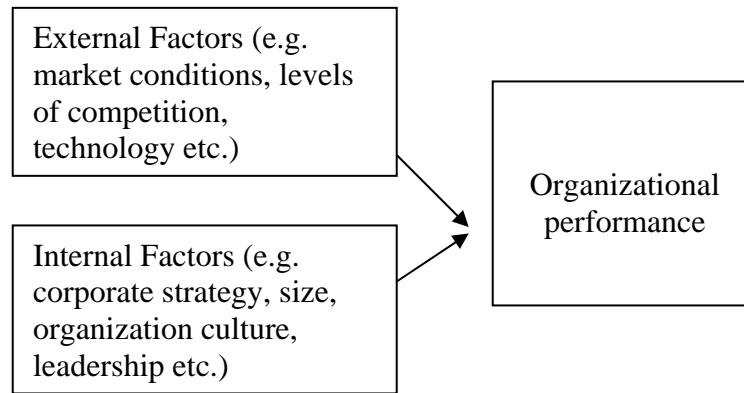 External Factors (e.g.
market conditions, levels
of competition,
technology etc.)
Organizational
performance
Internal Factors (e.g.
corporate strategy, size,
organization culture,
leadership etc.)